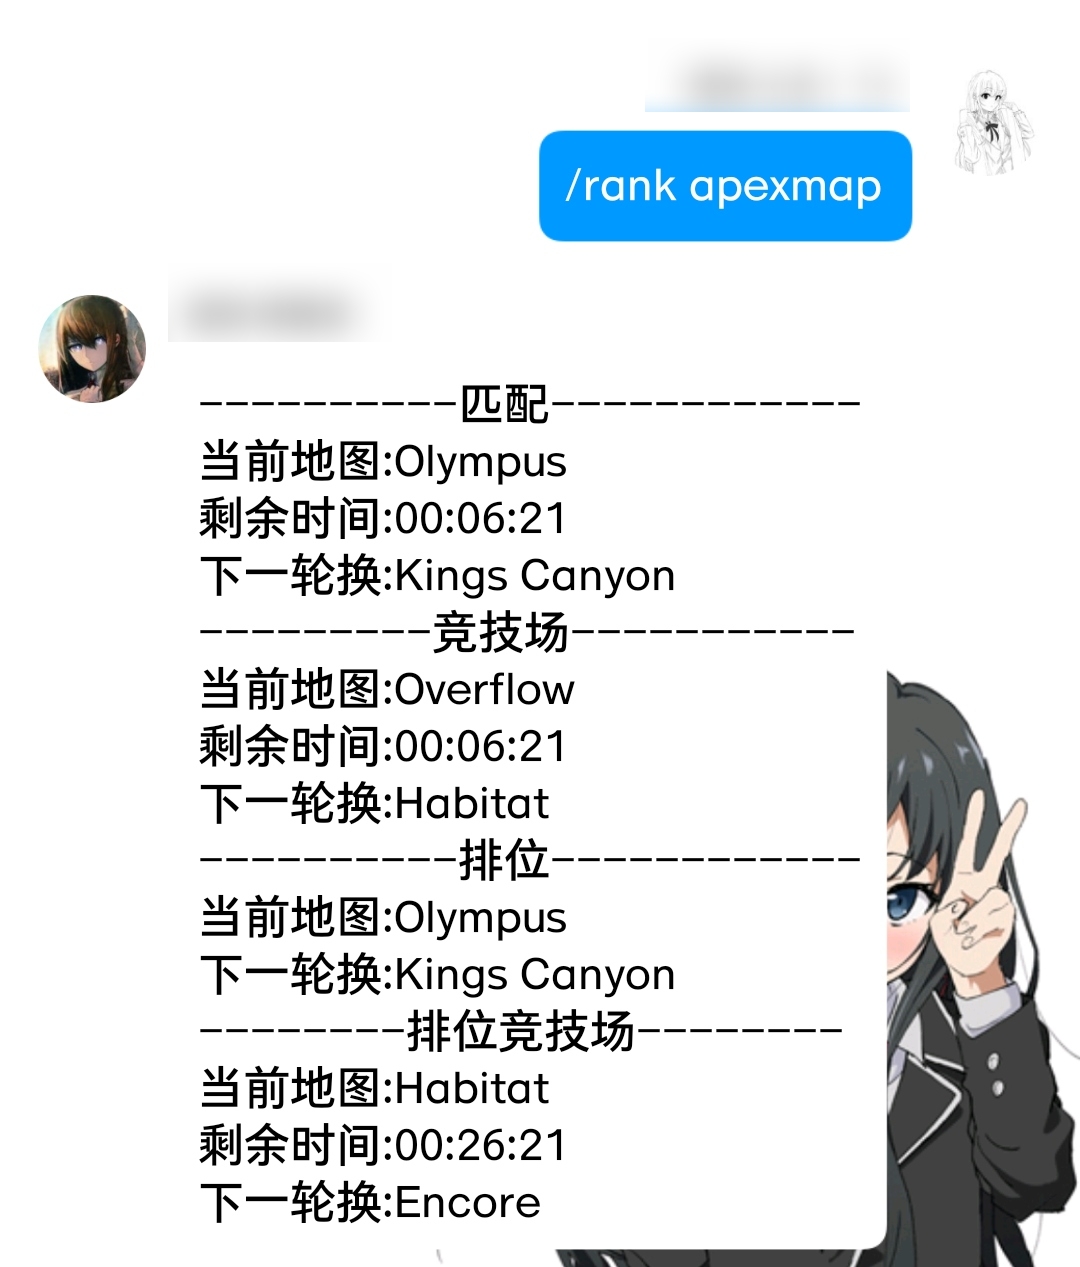 /rank apexmap
----------匹配------------
当前地图:Olympus
剩余时间:00:06:21
下一轮换:Kings Canyon
---------竞技场-----------
当前地图:Overflow
剩余时间:00:06:21
下一轮换:Habitat
----------排位------------
当前地图:Olympus
下一轮换:Kings Canyon
--------排位竞技场--------
当前地图:Habitat
剩余时间:00:26:21
下一轮换:Encore